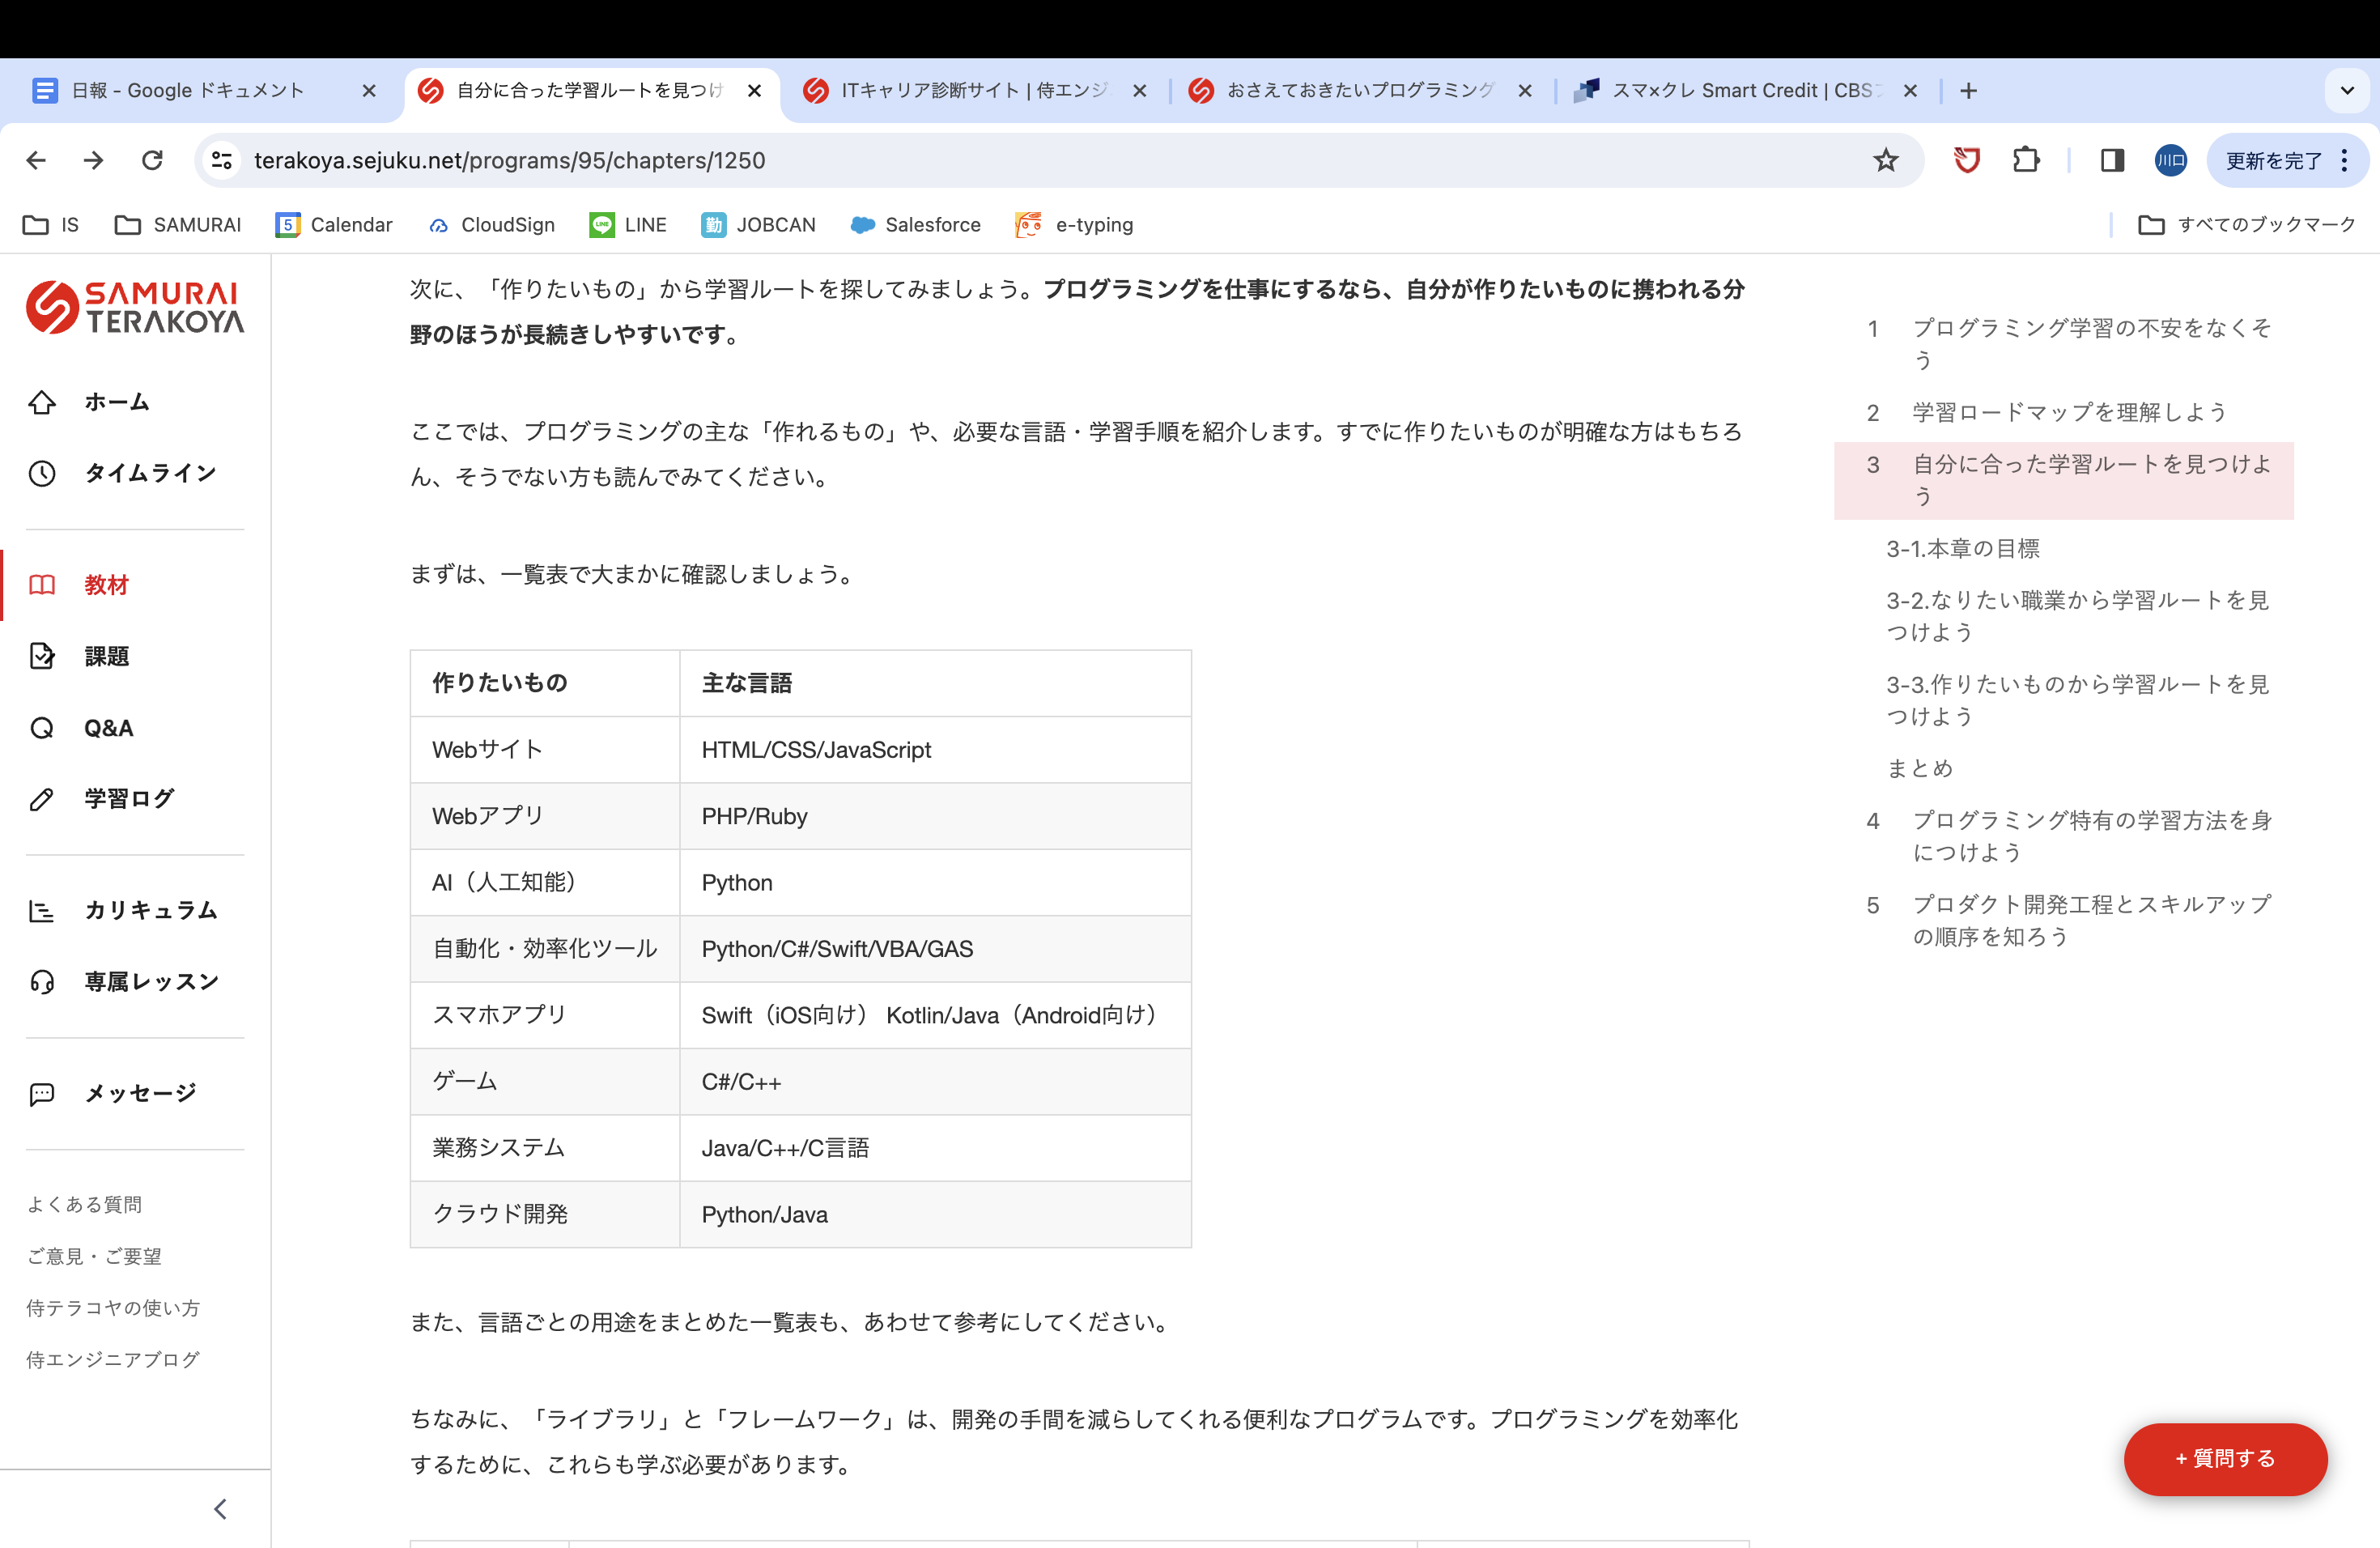 日報 - Google ドキュメント
自分に合った学習ルートを見つけ
ITキャリア診断サイト | 侍エンジ
おさえておきたいプログラミング
スマ×クレ Smart Credit | CBS
terakoya.sejuku.net/programs/95/chapters/1250
川口
更新を完了
IS
SAMURAI
5
Calendar
CloudSign
LINE
勤
JOBCAN
Salesforce
e-typing
すべてのブックマーク
SAMURAI
TERAKOYA
ホーム
タイムライン
教材
課題
Q&A
学習ログ
カリキュラム
専属レッスン
メッセージ
よくある質問
ご意見・ご要望
侍テラコヤの使い方
侍エンジニアブログ
次に、「作りたいもの」から学習ルートを探してみましょう。プログラミングを仕事にするなら、自分が作りたいものに携われる分
野のほうが長続きしやすいです。
ここでは、プログラミングの主な「作れるもの」や、必要な言語・学習手順を紹介します。すでに作りたいものが明確な方はもちろ
ん、そうでない方も読んでみてください。
まずは、一覧表で大まかに確認しましょう。
作りたいもの 主な言語
Webサイト HTML/CSS/JavaScript
Webアプリ PHP/Ruby
AI（人工知能） Python
自動化・効率化ツール Python/C#/Swift/VBA/GAS
スマホアプリ Swift（iOS向け） Kotlin/Java（Android向け）
ゲーム C#/C++
業務システム Java/C++/C言語
クラウド開発 Python/Java
また、言語ごとの用途をまとめた一覧表も、あわせて参考にしてください。
ちなみに、「ライブラリ」と「フレームワーク」は、開発の手間を減らしてくれる便利なプログラムです。プログラミングを効率化
するために、これらも学ぶ必要があります。
1 プログラミング学習の不安をなくそ
う
2 学習ロードマップを理解しよう
3 自分に合った学習ルートを見つけよ
う
3-1.本章の目標
3-2.なりたい職業から学習ルートを見
つけよう
3-3.作りたいものから学習ルートを見
つけよう
まとめ
4 プログラミング特有の学習方法を身
につけよう
5 プロダクト開発工程とスキルアップ
の順序を知ろう
+ 質問する